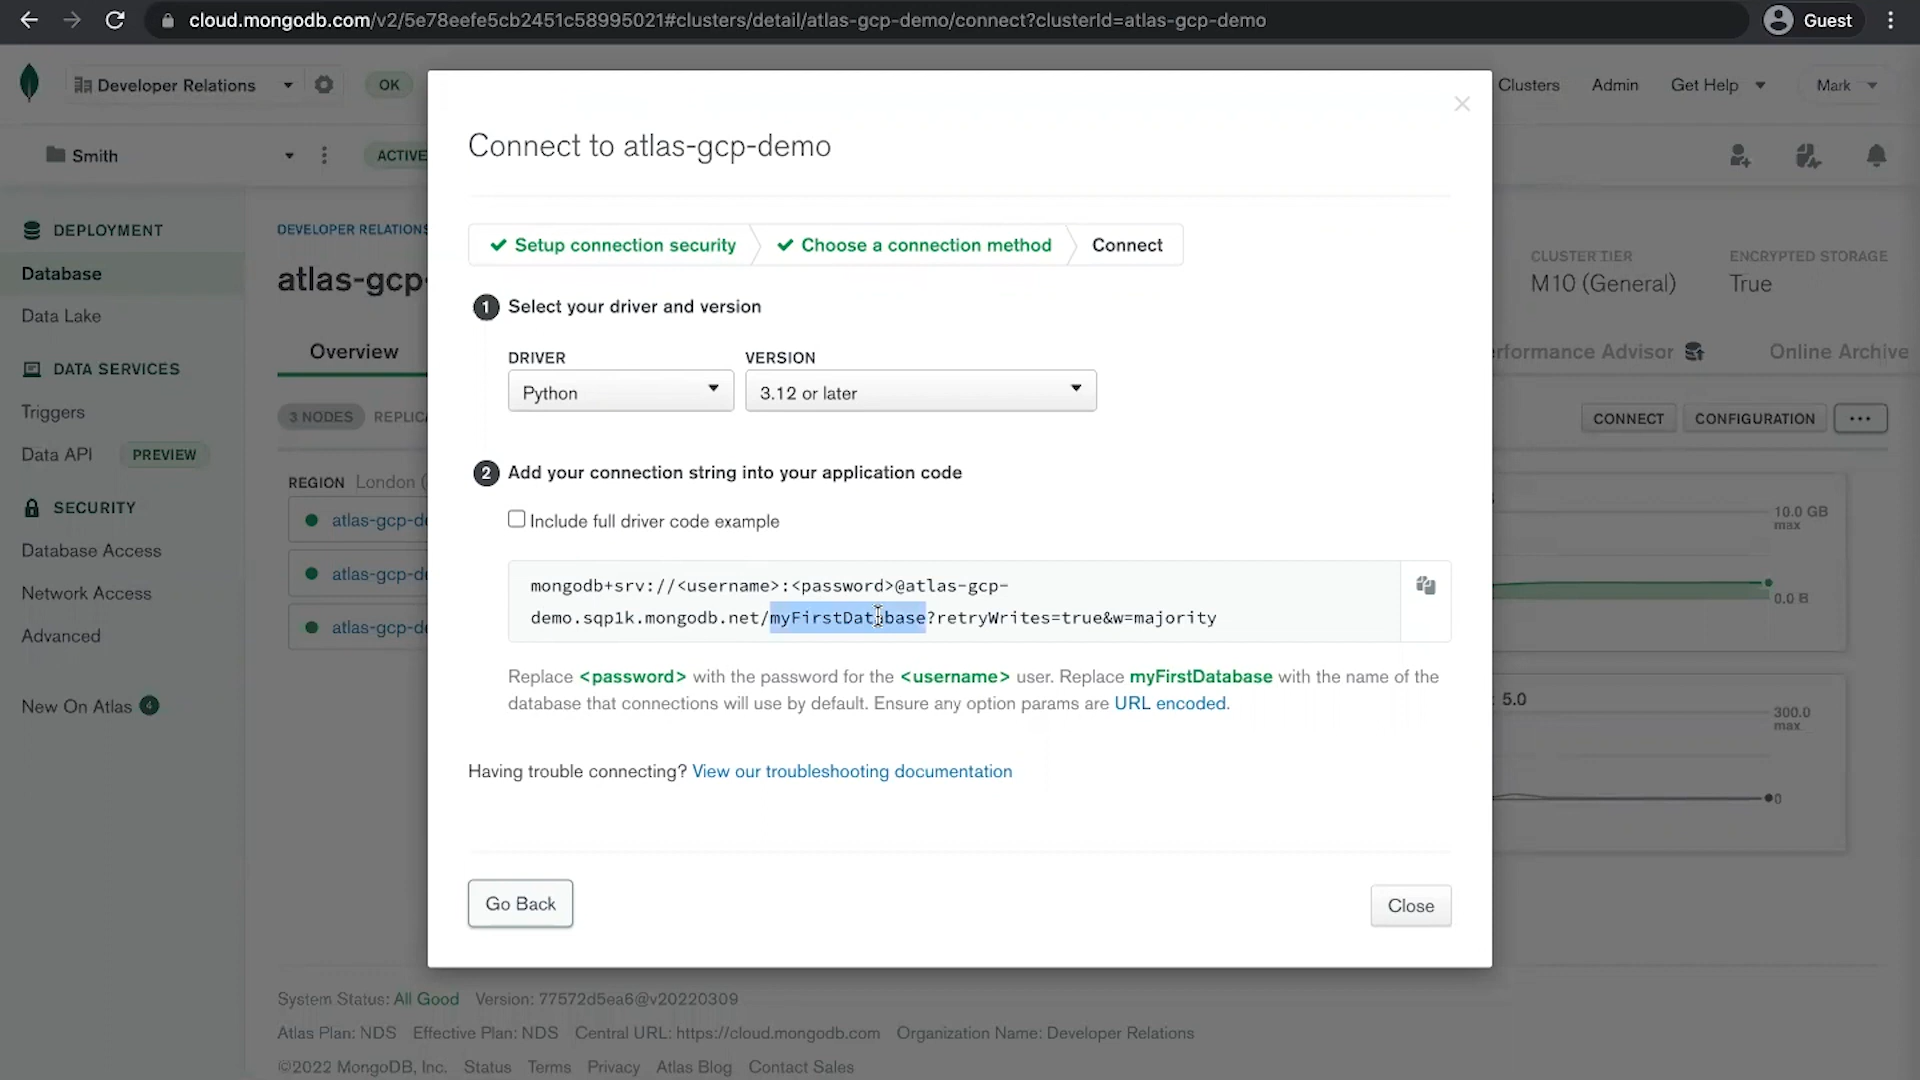 cloud.mongodb.com/v2/5e78eefe5cb2451c58995021#clusters/detail/atlas-gcp-demo/connect?clusterId=atlas-gcp-demo
Guest
Developer Relations
OK
Clusters
Admin
Get Help
Mark
Smith
ACTIVE
Connect to atlas-gcp-demo
DEPLOYMENT
Database
Data Lake
DATA SERVICES
Triggers
Data API PREVIEW
SECURITY
Database Access
Network Access
Advanced
New On Atlas 4
DEVELOPER RELATIONS
atlas-gcp-
Overview
3 NODES
REGION London (
atlas-gcp-de
atlas-gcp-de
atlas-gcp-de
Setup connection security
Choose a connection method
Connect
1 Select your driver and version
DRIVER
VERSION
Python
3.12 or later
2 Add your connection string into your application code
Include full driver code example
mongodb+srv://<username>:<password>@atlas-gcp-
demo.sqp1k.mongodb.net/myFirstDatabase?retryWrites=true&w=majority
Replace <password> with the password for the <username> user. Replace myFirstDatabase with the name of the
database that connections will use by default. Ensure any option params are URL encoded.
Having trouble connecting? View our troubleshooting documentation
Go Back
Close
CLUSTER TIER
M10 (General)
ENCRYPTED STORAGE
True
Online Archive
CONNECT
CONFIGURATION
10.0 GB
max
0.0 B
5.0
300.0
max
0
System Status: All Good Version: 77572d5ea6@v20220309
Atlas Plan: NDS Effective Plan: NDS Central URL: https://cloud.mongodb.com Organization Name: Developer Relations
©2022 MongoDB, Inc. Status Terms Privacy Atlas Blog Contact Sales